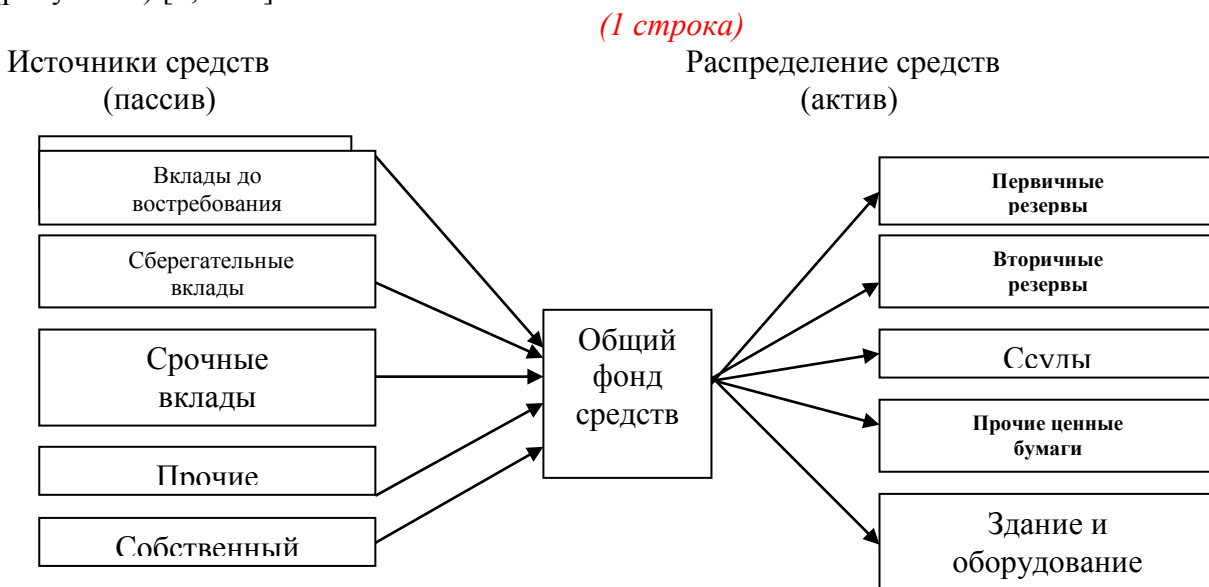 (1 строка)
Источники средств
(пассив)
Распределение средств
(актив)
Вклады до
востребования
Сберегательные
вклады
Срочные
вклады
Прочие
Собственный
Общий
фонд
средств
Первичные
резервы
Вторичные
резервы
Ссуды
Прочие ценные
бумаги
Здание и
оборудование